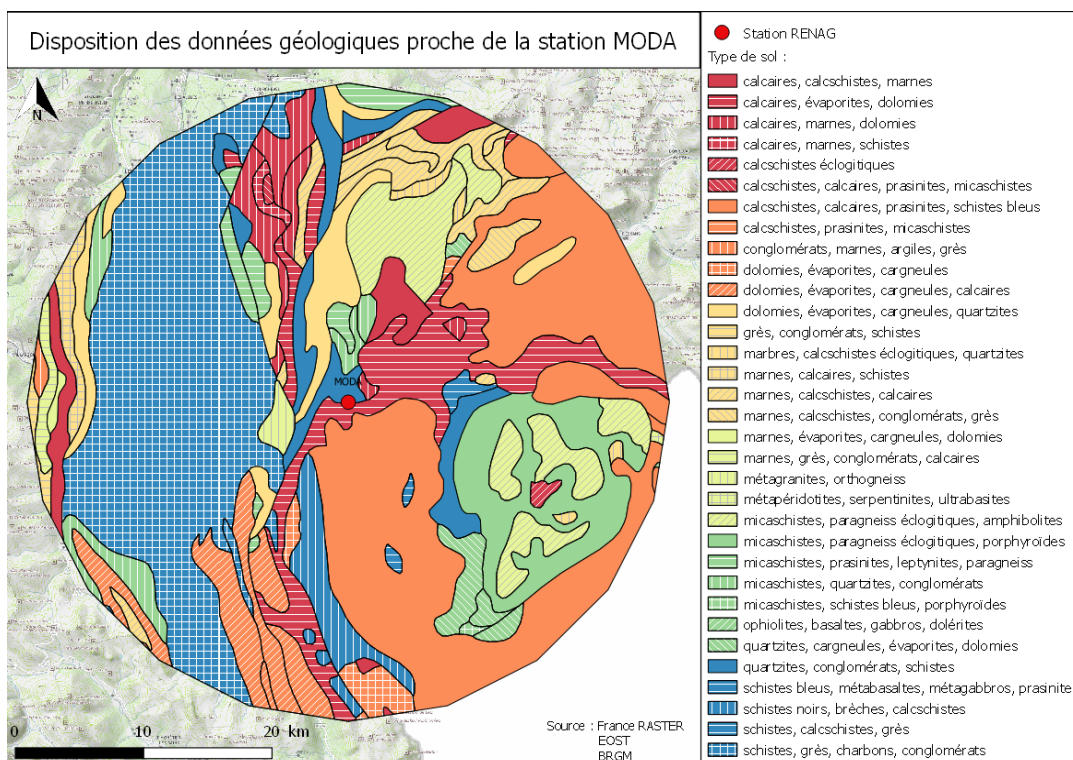 Disposition des données géologiques proche de la station MODA
N
MODA
0 10 20 km
Source : France RASTER
EOST
BRGM
Station RENAG
Type de sol :
calcaires, calcschistes, marnes
calcaires, évaporites, dolomies
calcaires, marnes, dolomies
calcaires, marnes, schistes
calcschistes éclogitiques
calcschistes, calcaires, prasinites, micaschistes
calcschistes, calcaires, prasinites, schistes bleus
calcschistes, prasinites, micaschistes
conglomérats, marnes, argiles, grès
dolomies, évaporites, cargneules
dolomies, évaporites, cargneules, calcaires
dolomies, évaporites, cargneules, quartzites
grès, conglomérats, schistes
marbres, calcschistes éclogitiques, quartzites
marnes, calcaires, schistes
marnes, calcschistes, calcaires
marnes, calcschistes, conglomérats, grès
marnes, évaporites, cargneules, dolomies
marnes, grès, conglomérats, calcaires
métagranites, orthogneiss
métapéridotites, serpentinites, ultrabasites
micaschistes, paragneiss éclogitiques, amphibolites
micaschistes, paragneiss éclogitiques, porphyroïdes
micaschistes, prasinites, leptynites, paragneiss
micaschistes, quartzites, conglomérats
micaschistes, schistes bleus, porphyroïdes
ophiolites, basaltes, gabbros, dolérites
quartzites, cargneules, évaporites, dolomies
quartzites, conglomérats, schistes
schistes bleus, métabasaltes, métagabbros, prasinite
schistes noirs, brèches, calcschistes
schistes, calcschistes, grès
schistes, grès, charbons, conglomérats